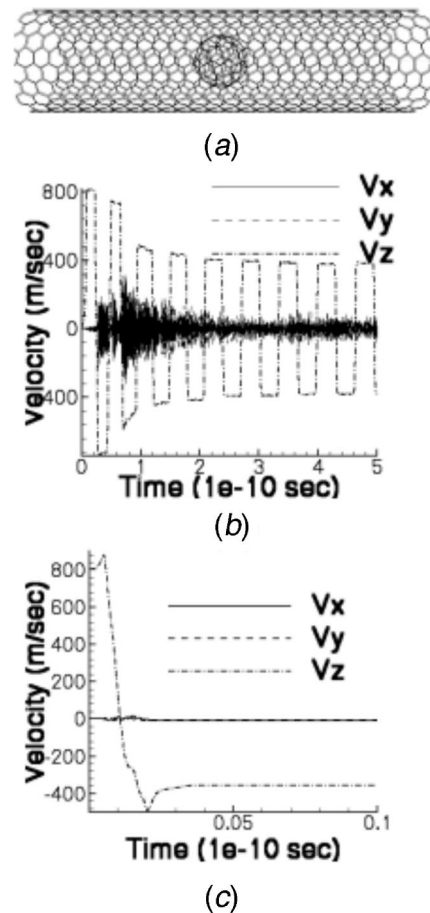 (a)
800
400
0
400
Velocity (m/sec)
Vx
Vy
Vz
0 1 2 3 4 5
Time (1e-10 sec)
(b)
800
600
400
200
0
-200
-400
Velocity (m/sec)
Vx
Vy
Vz
0.05 0.1
Time (1e-10 sec)
(c)